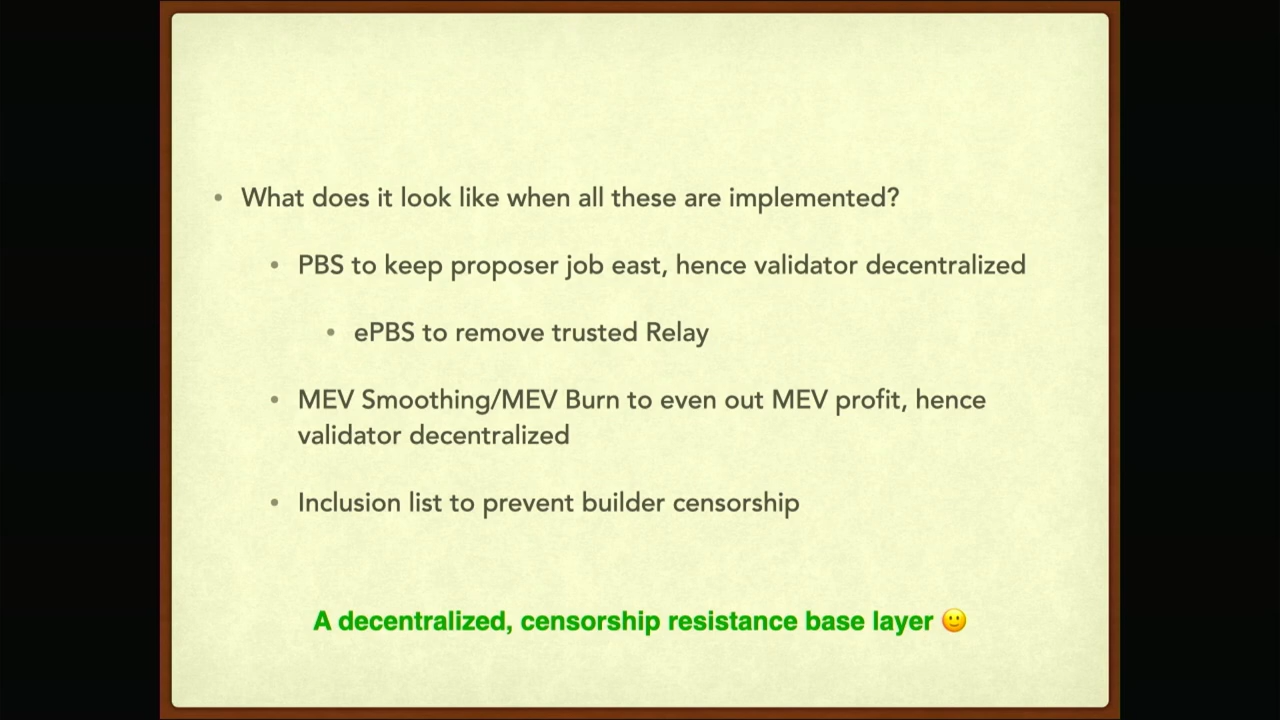 • What does it look like when all these are implemented?
• PBS to keep proposer job east, hence validator decentralized
• ePBS to remove trusted Relay
• MEV Smoothing/MEV Burn to even out MEV profit, hence
validator decentralized
• Inclusion list to prevent builder censorship
A decentralized, censorship resistance base layer 🙂